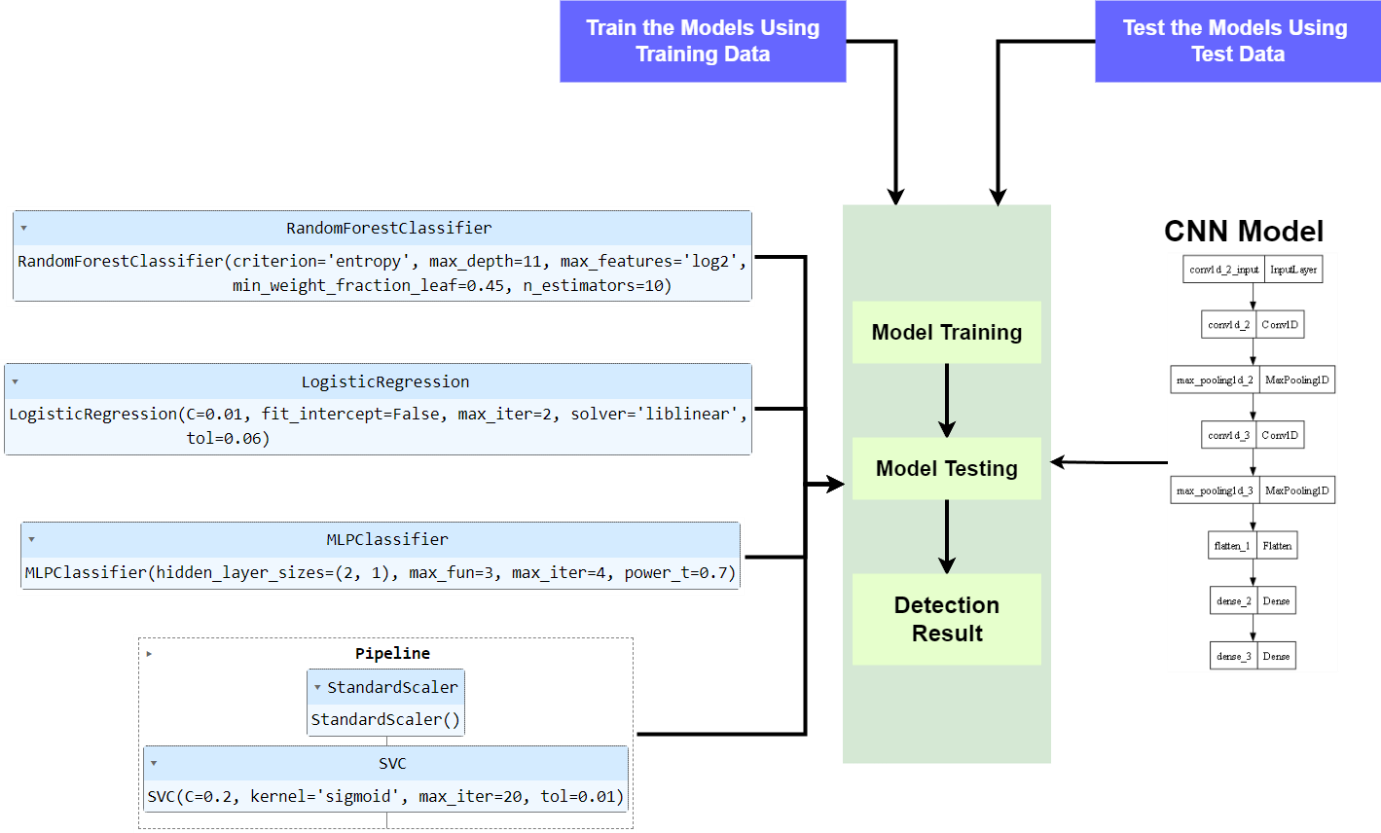 Train the Models Using
Training Data
Test the Models Using
Test Data
RandomForestClassifier
RandomForestClassifier(criterion='entropy', max_depth=11, max_features='log2',
min_weight_fraction_leaf=0.45, n_estimators=10)
LogisticRegression
LogisticRegression(C=0.01, fit_intercept=False, max_iter=2, solver='liblinear',
tol=0.06)
MLPClassifier
MLPClassifier(hidden_layer_sizes=(2, 1), max_fun=3, max_iter=4, power_t=0.7)
Pipeline
StandardScaler
StandardScaler()
SVC
SVC(C=0.2, kernel='sigmoid', max_iter=20, tol=0.01)
Model Training
Model Testing
Detection
Result
CNN Model
conv1d_2_input InputLayer
conv1d_2 Conv1D
max_pooling1d_2 MaxPooling1D
conv1d_3 Conv1D
max_pooling1d_3 MaxPooling1D
flatten_1 Flatten
dense_2 Dense
dense_3 Dense